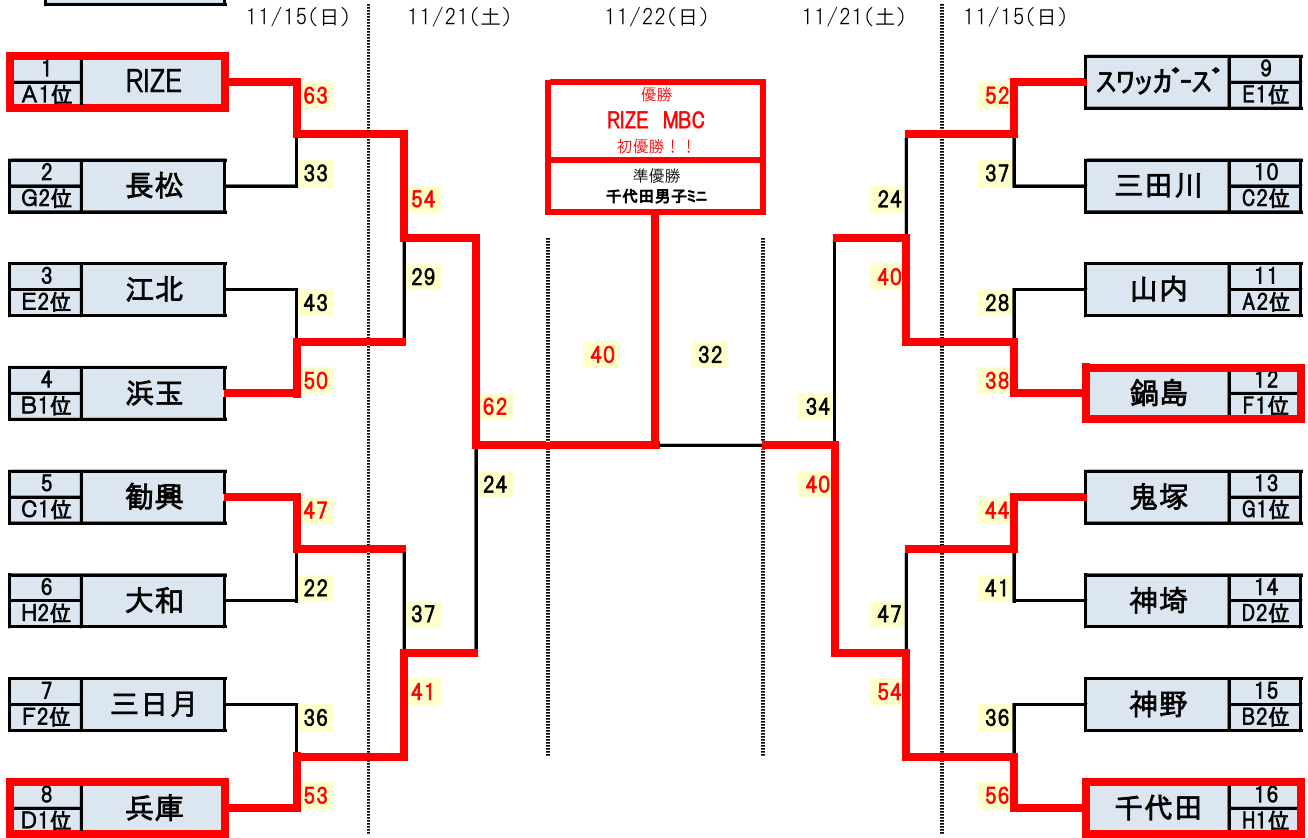 11/15(日) 11/21(土) 11/22(日) 11/21(土) 11/15(日)
1 RIZE
A1位
63
33
2 長松
G2位
54
29
3 江北
E2位
43
50
4 浜玉
B1位
62
24
5 勧興
C1位
47
22
6 大和
H2位
37
41
7 三日月
F2位
36
53
8 兵庫
D1位
優勝
RIZE MBC
初優勝！！
準優勝
千代田男子ミニ
40 32
スワッガーズ 9
E1位
52
37
三田川 10
C2位
24
40
山内 11
A2位
28
38
鍋島 12
F1位
34
40
鬼塚 13
G1位
44
41
神埼 14
D2位
47
54
神野 15
B2位
36
56
千代田 16
H1位